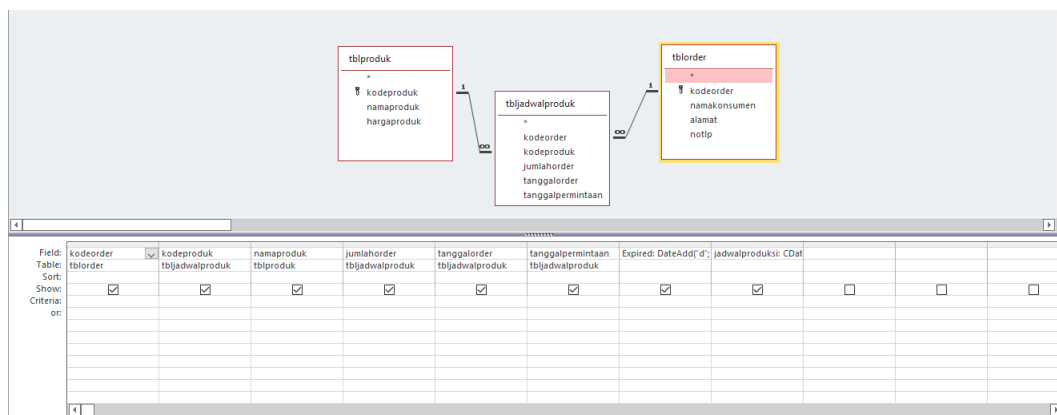 tblproduk
*
kodeproduk
namaproduk
hargaproduk
1
∞
tbljadwalproduk
*
kodeorder
kodeproduk
jumlahorder
tanggalorder
tanggalpermintaan
1
∞
tblorder
*
kodeorder
namakonsumen
alamat
notlp
Field: kodeorder kodeproduk namaproduk jumlahorder tanggalorder tanggalpermintaan Expired: DateAdd("d"; jadwalproduksi: CDat
Table: tblorder tbljadwalproduk tblproduk tbljadwalproduk tbljadwalproduk tbljadwalproduk
Sort:
Show:
Criteria:
or: